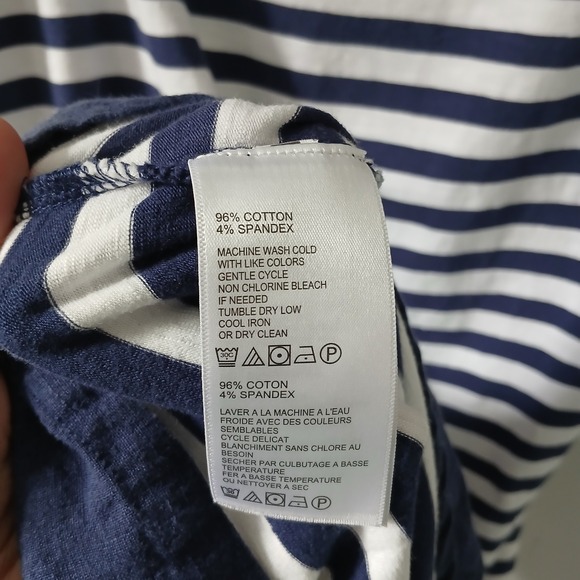 96% COTTON
4% SPANDEX
MACHINE WASH COLD
WITH LIKE COLORS
GENTLE CYCLE
NON CHLORINE BLEACH
IF NEEDED
TUMBLE DRY LOW
COOL IRON
OR DRY CLEAN
30C P
96% COTON
4% SPANDEX
LAVER A LA MACHINE A L'EAU
FROIDE AVEC DES COULEURS
SEMBLABLES
CYCLE DELICAT
BLANCHIMENT SANS CHLORE AU
BESOIN
SECHER PAR CULBUTAGE A BASSE
TEMPERATURE
FER A BASSE TEMPERATURE
OU NETTOYER A SEC
30C P